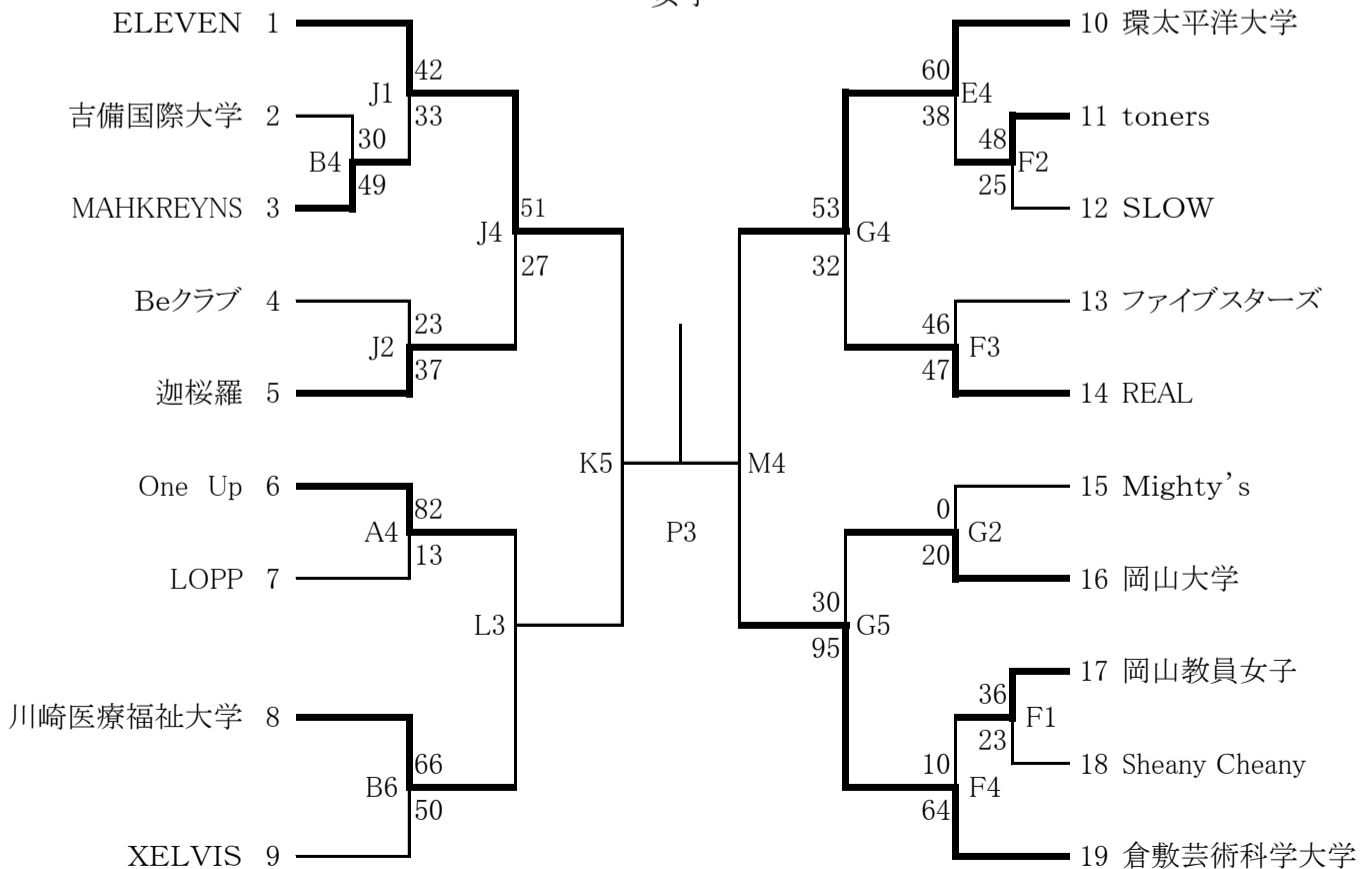 女子
ELEVEN 1
10 環太平洋大学
42
60
J1
E4
33
38
吉備国際大学 2
11 toners
30
48
B4
F2
49
25
MAHKREYNS 3
12 SLOW
51
53
J4
G4
27
32
Beクラブ 4
13 ファイブスターズ
23
46
J2
F3
37
47
迦桜羅 5
14 REAL
K5
M4
One Up 6
15 Mighty's
82
0
A4
P3
G2
13
20
LOPP 7
16 岡山大学
30
L3
G5
95
17 岡山教員女子
36
川崎医療福祉大学 8
F1
23
66
10
18 Sheany Cheany
B6
F4
50
64
XELVIS 9
19 倉敷芸術科学大学